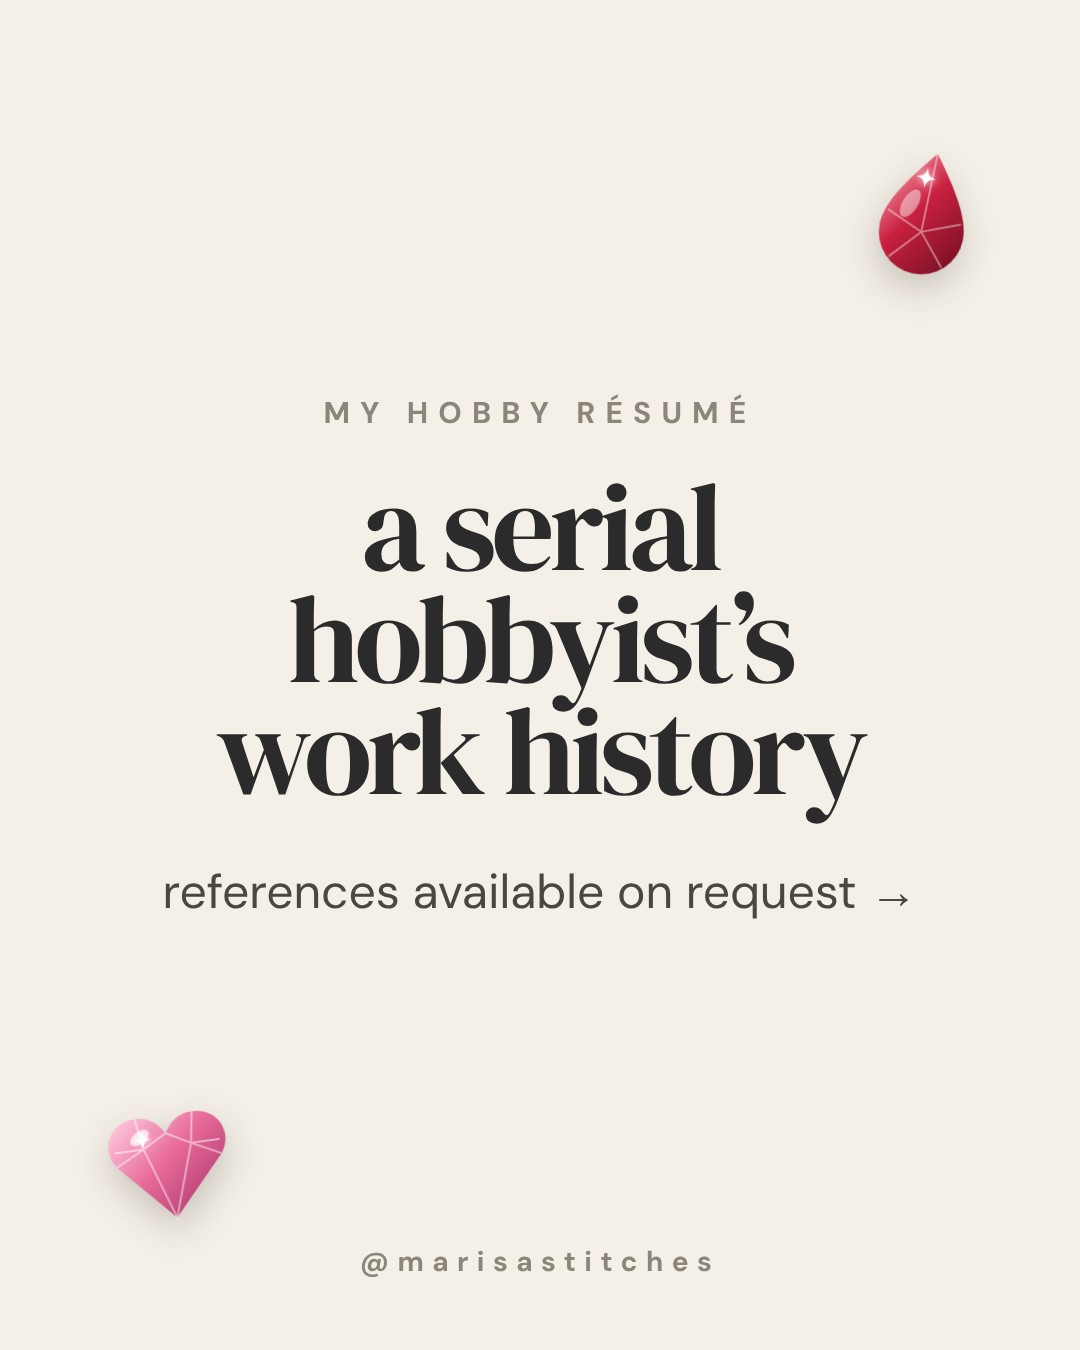 MY HOBBY RÉSUMÉ
a serial
hobbyist’s
work history
references available on request →
@marisastitches